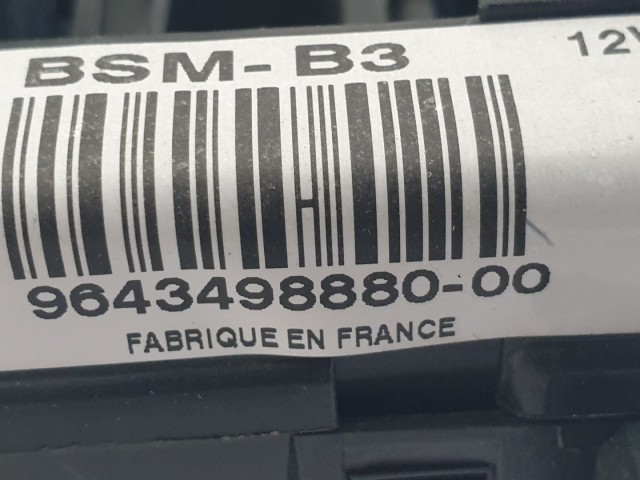 BSM-B3 12V
H
9643498880-00
FABRIQUE EN FRANCE